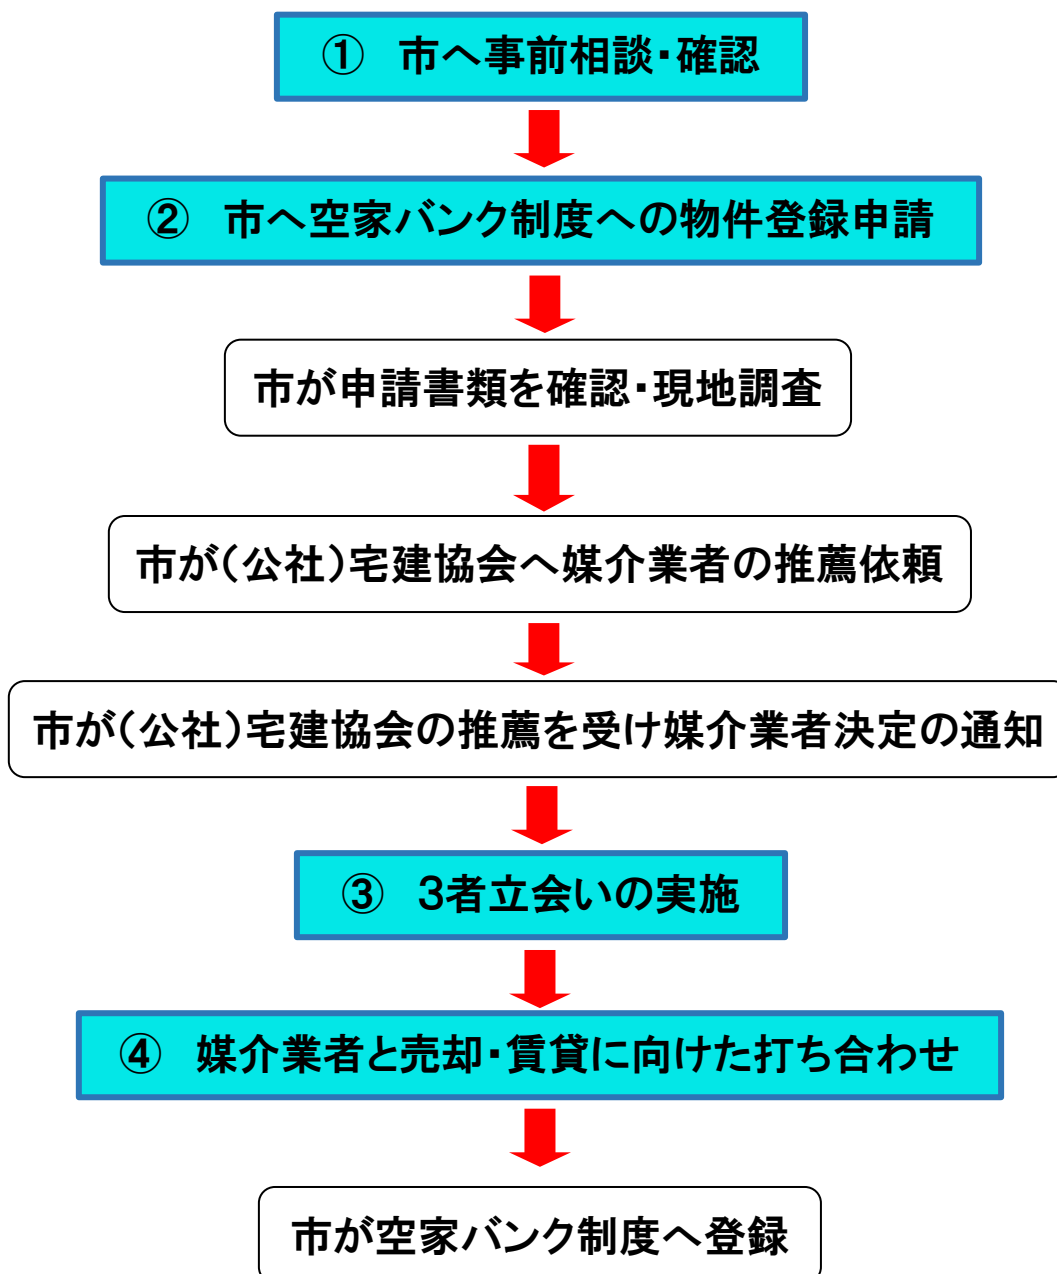 ① 市へ事前相談・確認
② 市へ空家バンク制度への物件登録申請
市が申請書類を確認・現地調査
市が（公社）宅建協会へ媒介業者の推薦依頼
市が（公社）宅建協会の推薦を受け媒介業者決定の通知
③ ３者立会いの実施
④ 媒介業者と売却・賃貸に向けた打ち合わせ
市が空家バンク制度へ登録